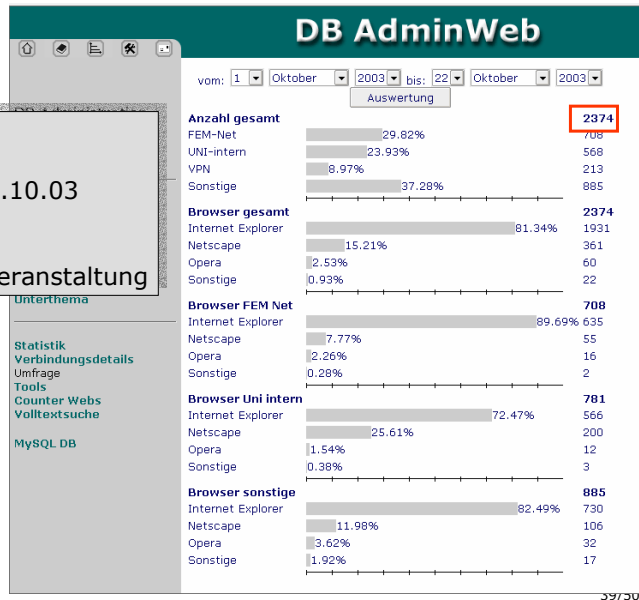 DB AdminWeb
vom: 1 Oktober 2003 bis: 22 Oktober 2003
Auswertung
.10.03
eranstaltung
Unterthema
Statistik
Verbindungsdetails
Umfrage
Tools
Counter Webs
Volltextsuche
MySQL DB
Anzahl gesamt 2374
FEM-Net 29.82% 708
UNI-intern 23.93% 568
VPN 8.97% 213
Sonstige 37.28% 885
Browser gesamt 2374
Internet Explorer 81.34% 1931
Netscape 15.21% 361
Opera 2.53% 60
Sonstige 0.93% 22
Browser FEM Net 708
Internet Explorer 89.69% 635
Netscape 7.77% 55
Opera 2.26% 16
Sonstige 0.28% 2
Browser Uni intern 781
Internet Explorer 72.47% 566
Netscape 25.61% 200
Opera 1.54% 12
Sonstige 0.38% 3
Browser sonstige 885
Internet Explorer 82.49% 730
Netscape 11.98% 106
Opera 3.62% 32
Sonstige 1.92% 17
39/50